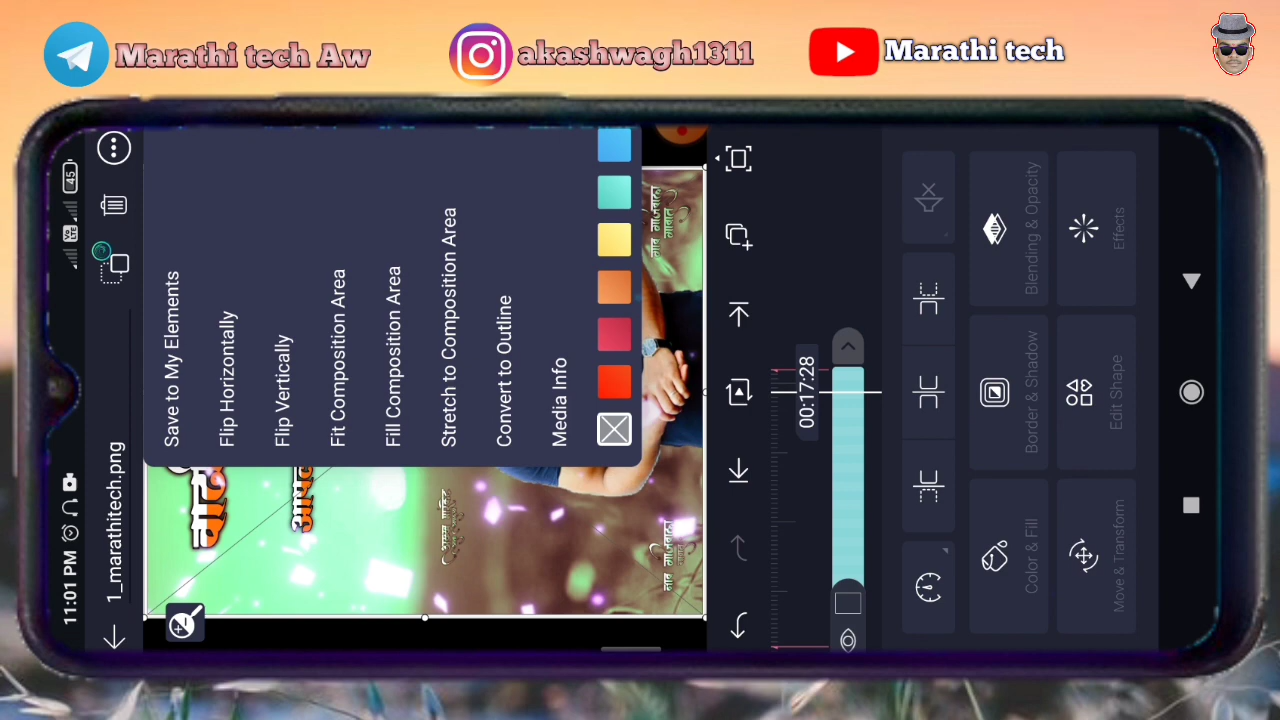 Marathi tech Aw
akashwagh1311
Marathi tech
11:01 PM
45
1_marathitech.png
Save to My Elements
Flip Horizontally
Flip Vertically
Fit Composition Area
Fill Composition Area
Stretch to Composition Area
Convert to Outline
Media Info
00:17:28
Color & Fill
Border & Shadow
Blending & Opacity
Move & Transform
Edit Shape
Effects